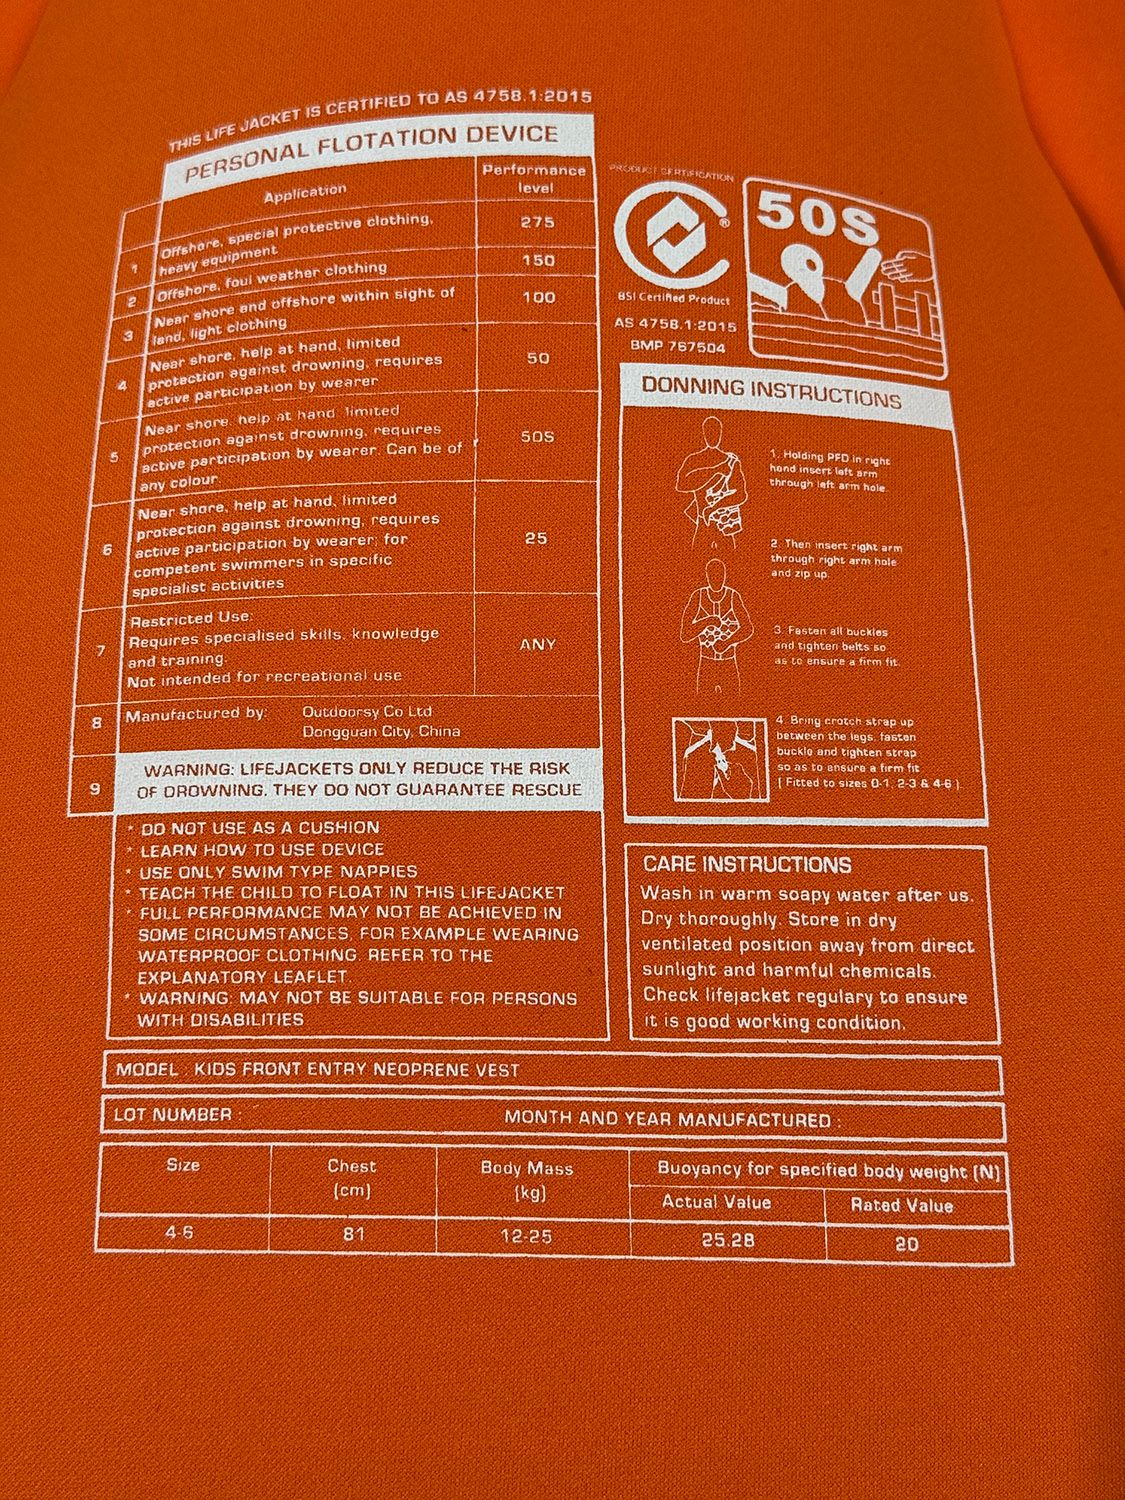 THIS LIFE JACKET IS CERTIFIED TO AS 4758.1:2015
PERSONAL FLOTATION DEVICE
Application
Performance
level
1
Offshore, special protective clothing,
heavy equipment
275
2
Offshore, foul weather clothing
150
3
Near shore and offshore within sight of
land, light clothing
100
4
Near shore, help at hand, limited
protection against drowning, requires
active participation by wearer
50
5
Near shore, help at hand, limited
protection against drowning, requires
active participation by wearer. Can be of
any colour.
50S
6
Near shore, help at hand, limited
protection against drowning, requires
active participation by wearer; for
competent swimmers in specific
specialist activities
25
7
Restricted Use:
Requires specialised skills, knowledge
and training.
Not intended for recreational use
ANY
8
Manufactured by: Outdoorsy Co Ltd
Dongguan City, China
9
WARNING: LIFEJACKETS ONLY REDUCE THE RISK
OF DROWNING. THEY DO NOT GUARANTEE RESCUE
* DO NOT USE AS A CUSHION
* LEARN HOW TO USE DEVICE
* USE ONLY SWIM TYPE NAPPIES
* TEACH THE CHILD TO FLOAT IN THIS LIFEJACKET
* FULL PERFORMANCE MAY NOT BE ACHIEVED IN
SOME CIRCUMSTANCES, FOR EXAMPLE WEARING
WATERPROOF CLOTHING. REFER TO THE
EXPLANATORY LEAFLET.
* WARNING: MAY NOT BE SUITABLE FOR PERSONS
WITH DISABILITIES
PRODUCT CERTIFICATION
®
BSI Certified Product
AS 4758.1:2015
BMP 767504
50S
DONNING INSTRUCTIONS
1. Holding PFD in right
hand insert left arm
through left arm hole.
2. Then insert right arm
through right arm hole
and zip up.
3. Fasten all buckles
and tighten belts so
as to ensure a firm fit.
4. Bring crotch strap up
between the legs, fasten
buckle and tighten strap
so as to ensure a firm fit
( Fitted to sizes 0-1, 2-3 & 4-6 )
CARE INSTRUCTIONS
Wash in warm soapy water after us.
Dry thoroughly. Store in dry
ventilated position away from direct
sunlight and harmful chemicals.
Check lifejacket regulary to ensure
it is good working condition.
MODEL : KIDS FRONT ENTRY NEOPRENE VEST
LOT NUMBER : MONTH AND YEAR MANUFACTURED :
Size
Chest
(cm)
Body Mass
(kg)
Buoyancy for specified body weight (N)
Actual Value Rated Value
4-6 81 12-25 25.28 20